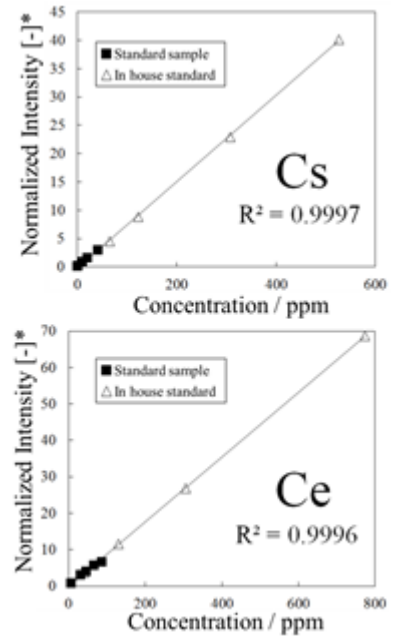 45
40
35
30
25
20
15
10
5
0
Normalized Intensity [-]*
■ Standard sample
△ In house standard
Cs
R² = 0.9997
0 200 400 600
Concentration / ppm
70
60
50
40
30
20
10
0
Normalized Intensity [-]*
■ Standard sample
△ In house standard
Ce
R² = 0.9996
0 200 400 600 800
Concentration / ppm